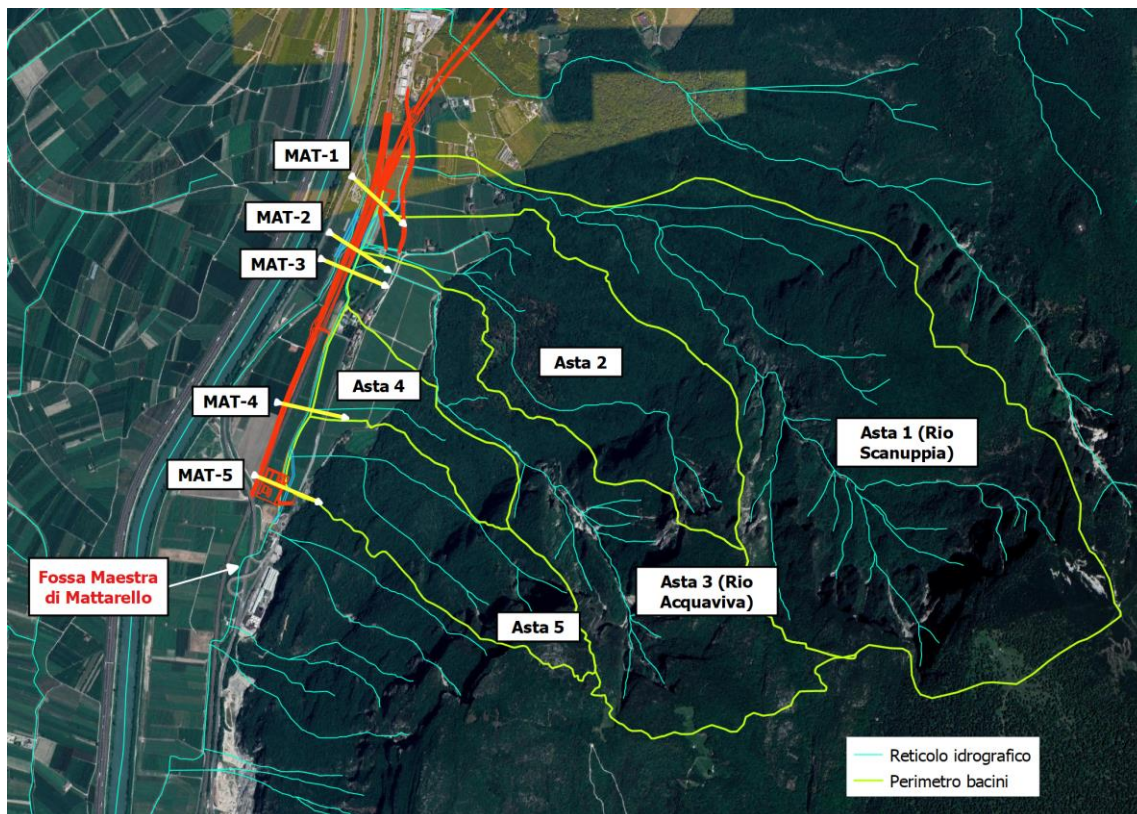 MAT-1
MAT-2
MAT-3
Asta 2
Asta 4
MAT-4
Asta 1 (Rio
Scanuppia)
MAT-5
Fossa Maestra
di Mattarello
Asta 3 (Rio
Acquaviva)
Asta 5
Reticolo idrografico
Perimetro bacini